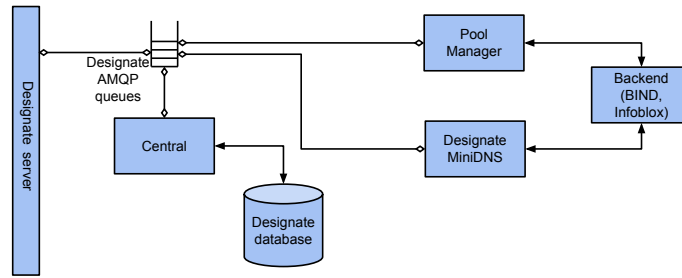 Designate server
Designate
AMQP
queues
Pool
Manager
Backend
(BIND,
Infoblox)
Central
Designate
MiniDNS
Designate
database